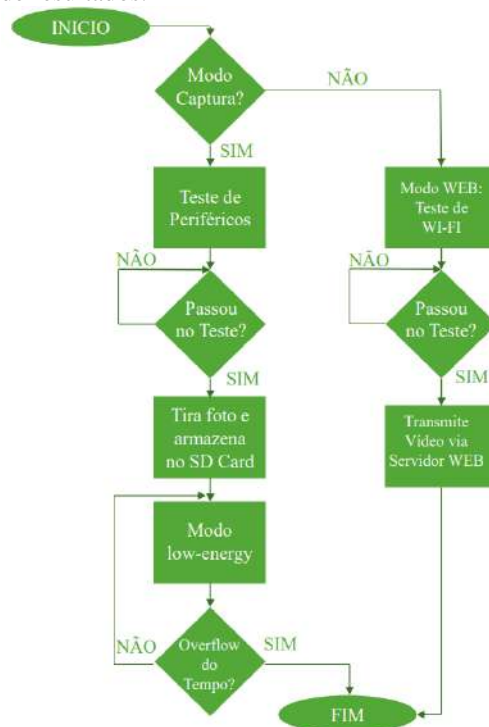 INICIO
Modo
Captura?
NÃO
SIM
Teste de
Periféricos
Modo WEB:
Teste de
WI-FI
NÃO
NÃO
Passou
no Teste?
Passou
no Teste?
SIM
SIM
Tira foto e
armazena
no SD Card
Transmite
Vídeo via
Servidor WEB
Modo
low-energy
NÃO
Overflow
do
Tempo?
SIM
FIM